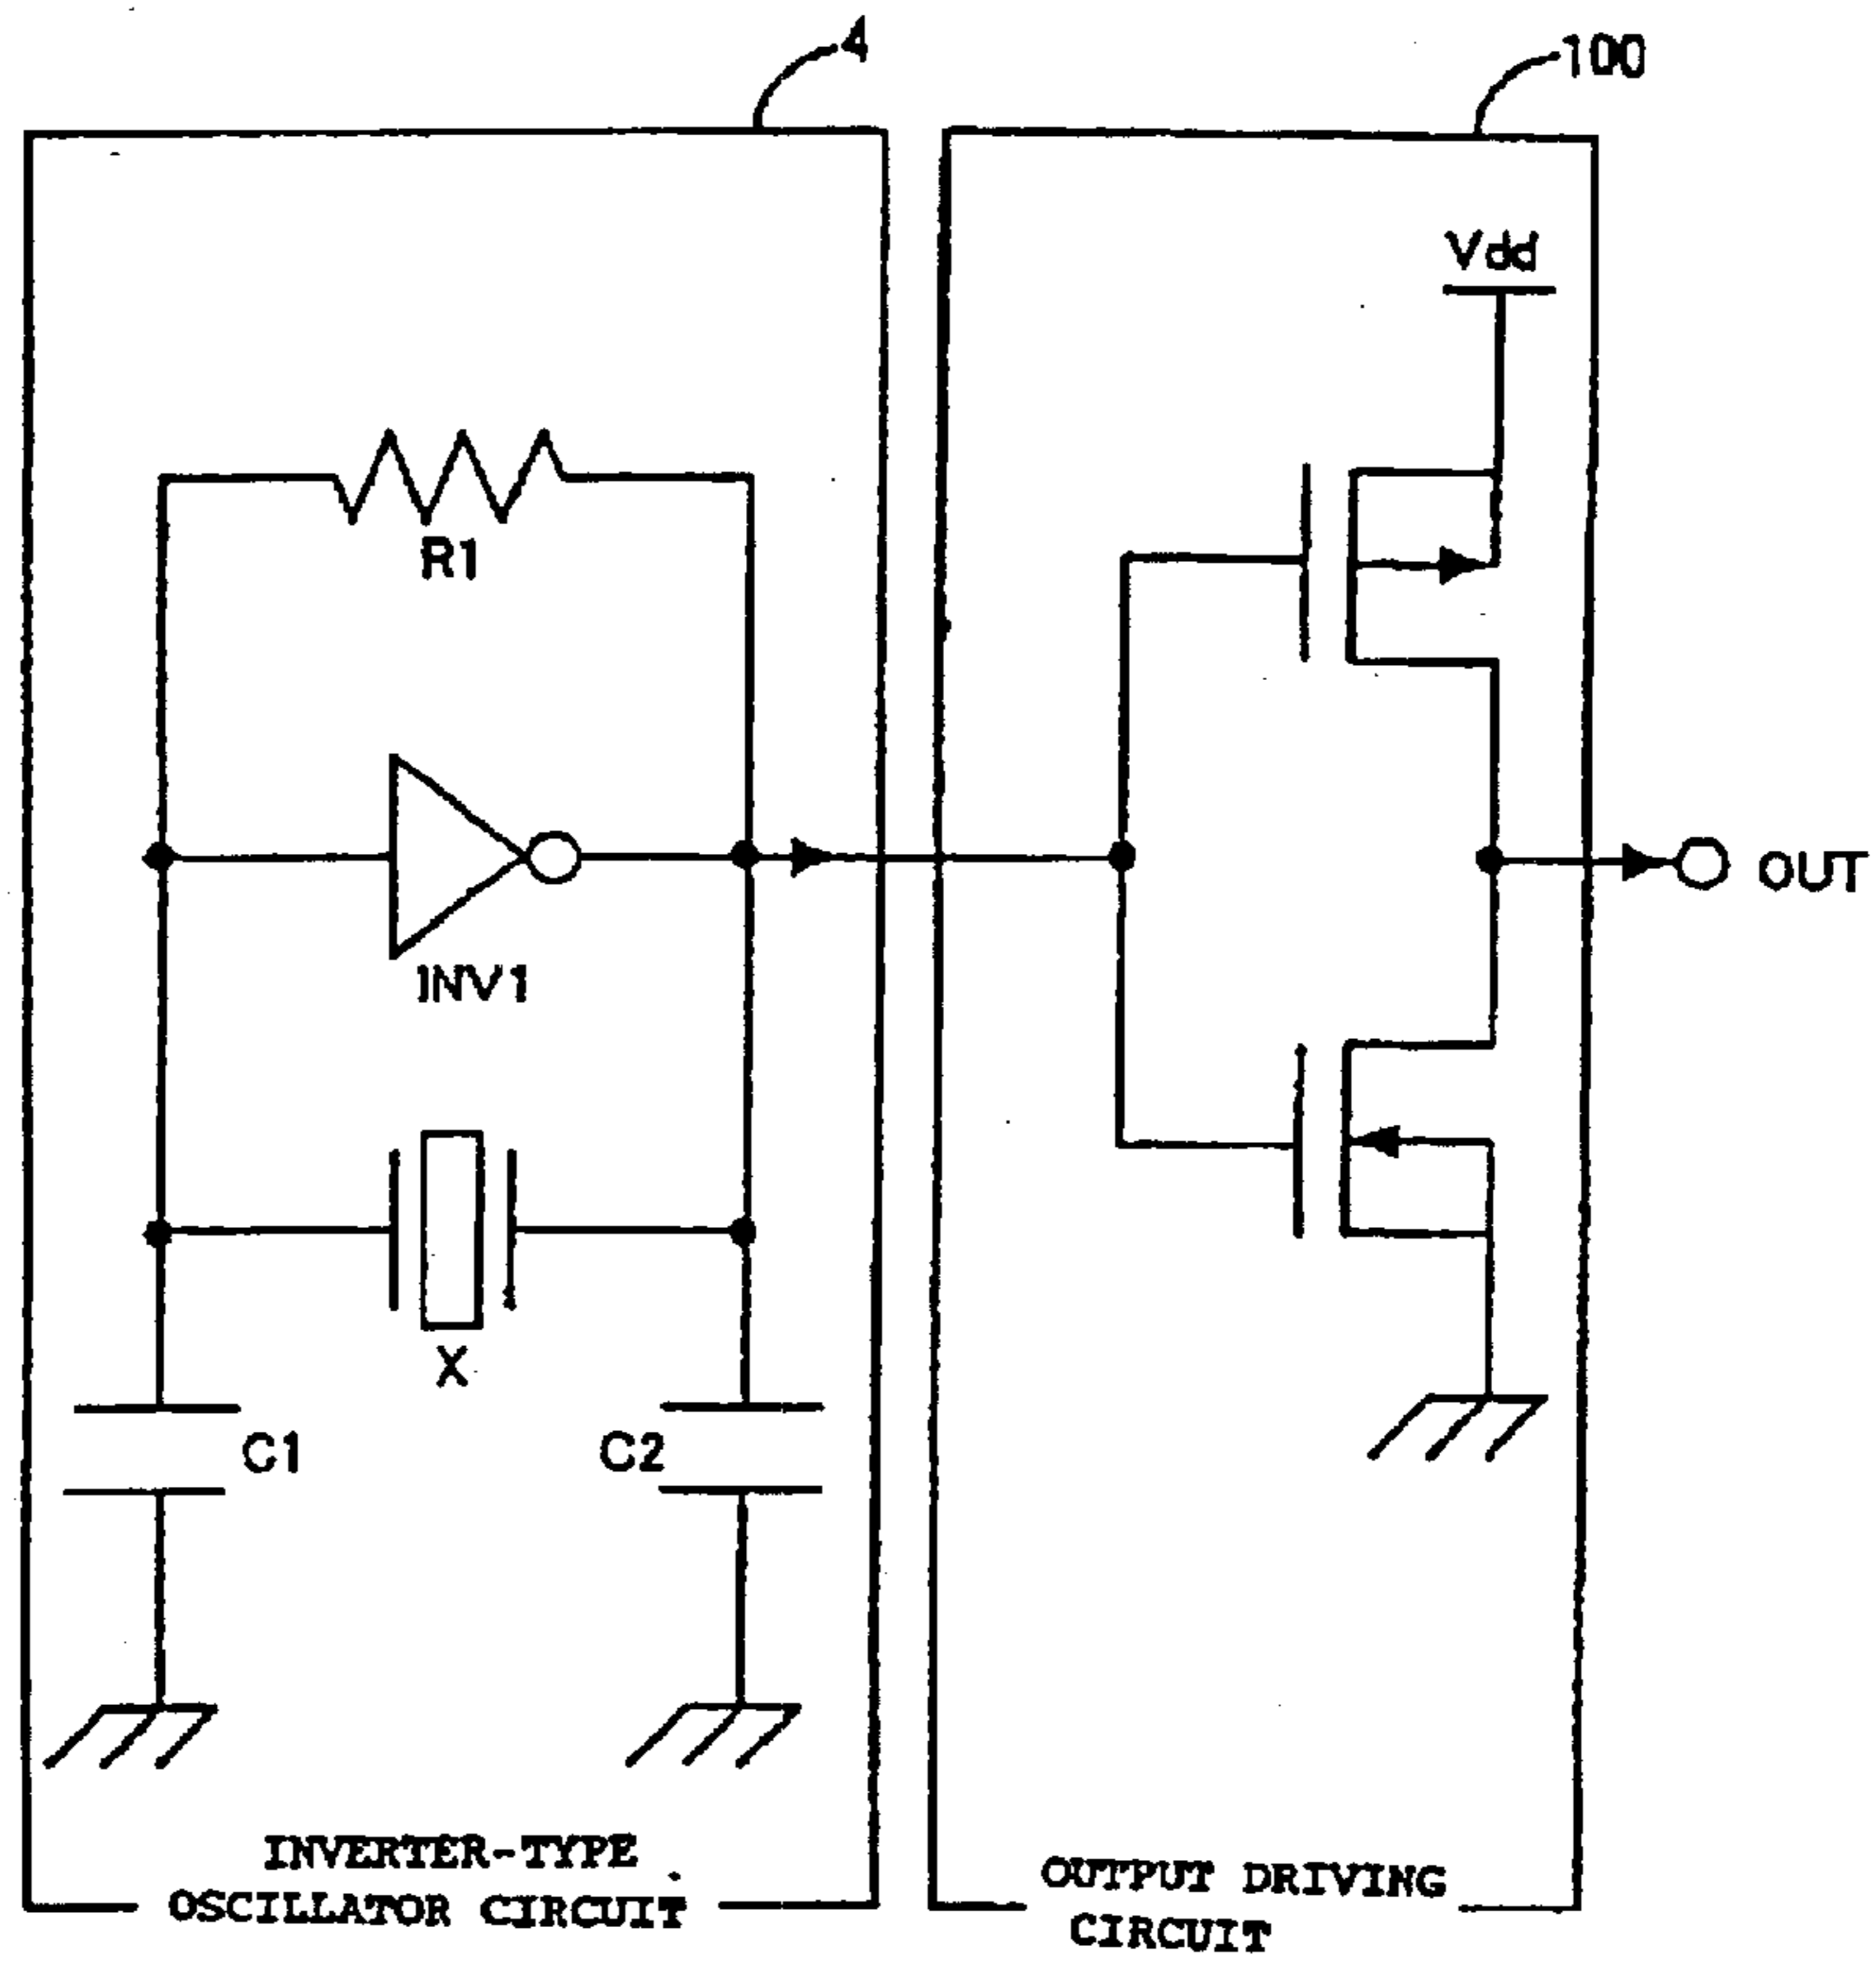 4
100
Vdd
R1
INV1
OUT
X
C1
C2
INVERTER-TYPE
OSCILLATOR CIRCUIT
OUTPUT DRIVING
CIRCUIT